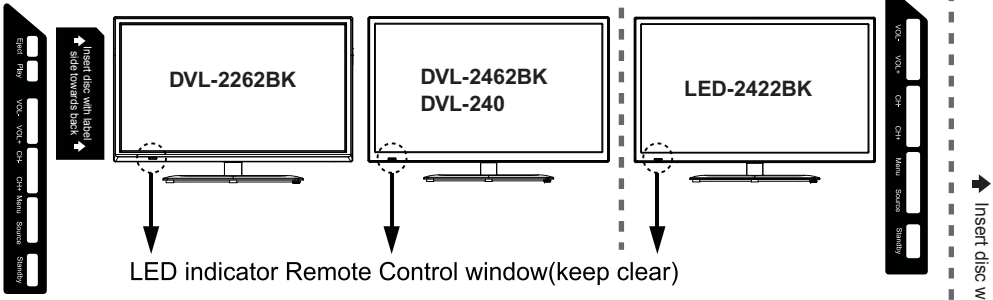 Eject
Play
VOL-
VOL+
CH-
CH+
Menu
Source
Standby
Insert disc with label
side towards back
DVL-2262BK
DVL-2462BK
DVL-240
LED-2422BK
LED indicator Remote Control window(keep clear)
VOL-
VOL+
CH-
CH+
Menu
Source
Standby
Insert disc w